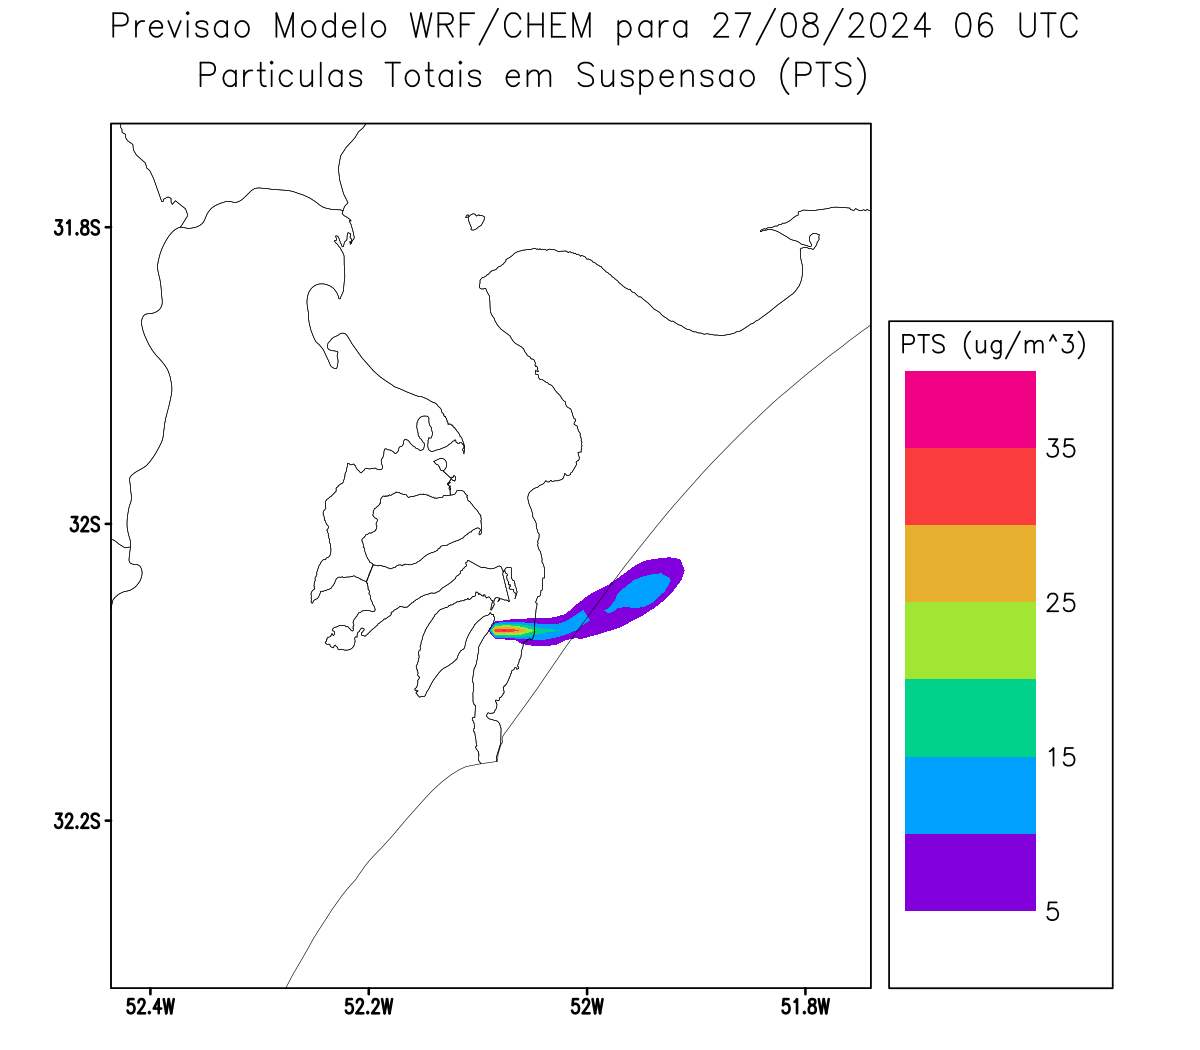 Previsao Modelo WRF/CHEM para 27/08/2024 06 UTC
Particulas Totais em Suspensao (PTS)
31.8S
32S
32.2S
52.4W
52.2W
52W
51.8W
PTS (ug/m^3)
35
25
15
5